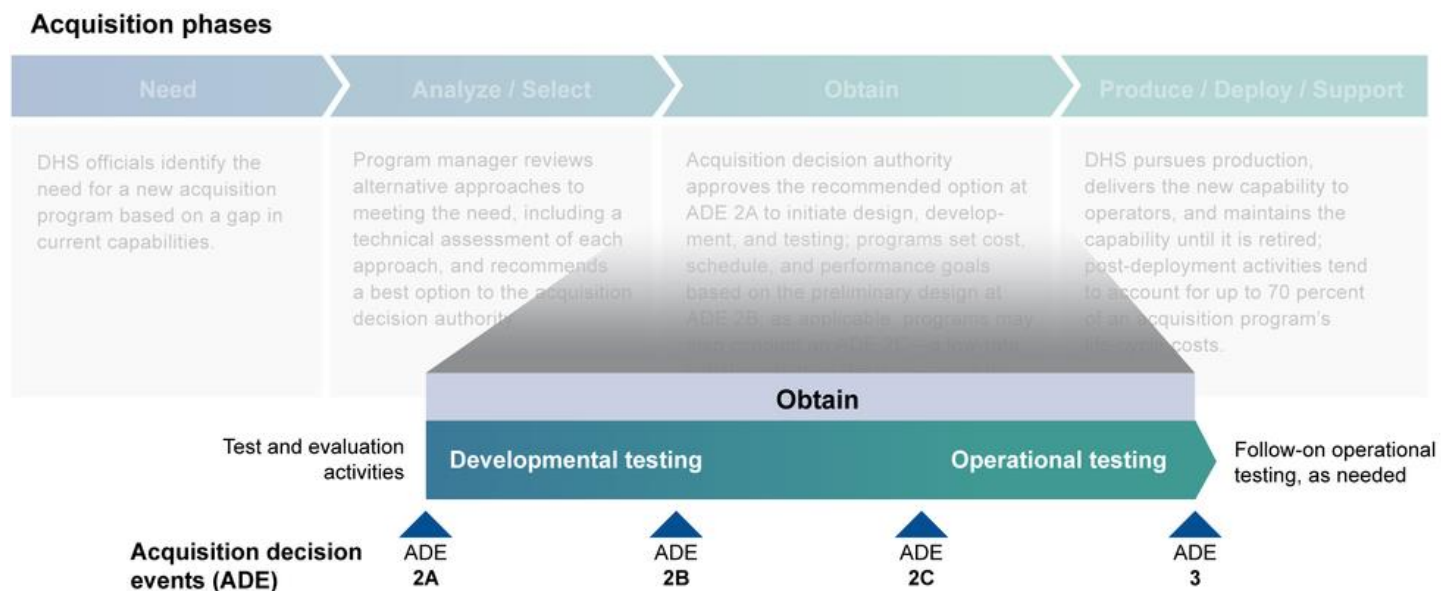 Acquisition phases
Need
Analyze / Select
Obtain
Produce / Deploy / Support
DHS officials identify the
need for a new acquisition
program based on a gap in
current capabilities.
Program manager reviews
alternative approaches to
meeting the need, including a
technical assessment of each
approach, and recommends
a best option to the acquisition
decision authority
Acquisition decision authority
approves the recommended option at
ADE 2A to initiate design, develop-
ment, and testing; programs set cost,
schedule, and performance goals
based on the preliminary design at
ADE 2B; as applicable, programs may
DHS pursues production,
delivers the new capability to
operators, and maintains the
capability until it is retired;
post-deployment activities tend
to account for up to 70 percent
of an acquisition program's
costs.
Obtain
Test and evaluation
activities
Developmental testing
Operational testing
Follow-on operational
testing, as needed
Acquisition decision
events (ADE)
ADE
2A
ADE
2B
ADE
2C
ADE
3